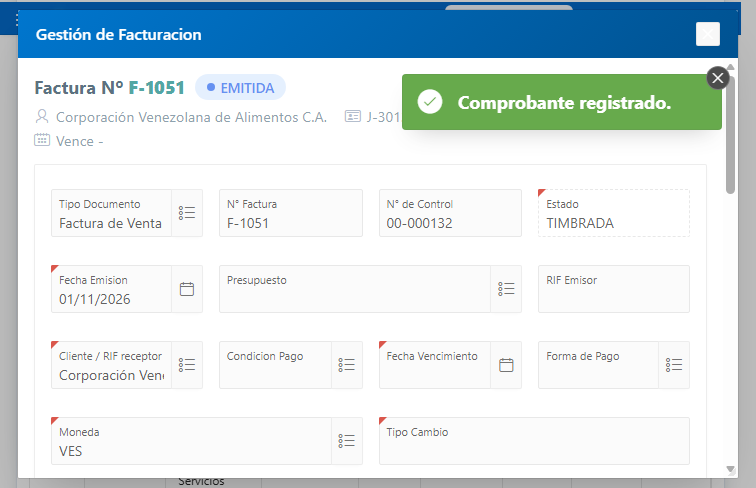 Gestión de Facturacion
Factura Nº F-1051 EMITIDA
Comprobante registrado.
Corporación Venezolana de Alimentos C.A. J-301
Vence -
Tipo Documento
Factura de Venta
N° Factura
F-1051
N° de Control
00-000132
Estado
TIMBRADA
Fecha Emision
01/11/2026
Presupuesto
RIF Emisor
Cliente / RIF receptor
Corporación Ven
Condicion Pago
Fecha Vencimiento
Forma de Pago
Moneda
VES
Tipo Cambio
Servicios